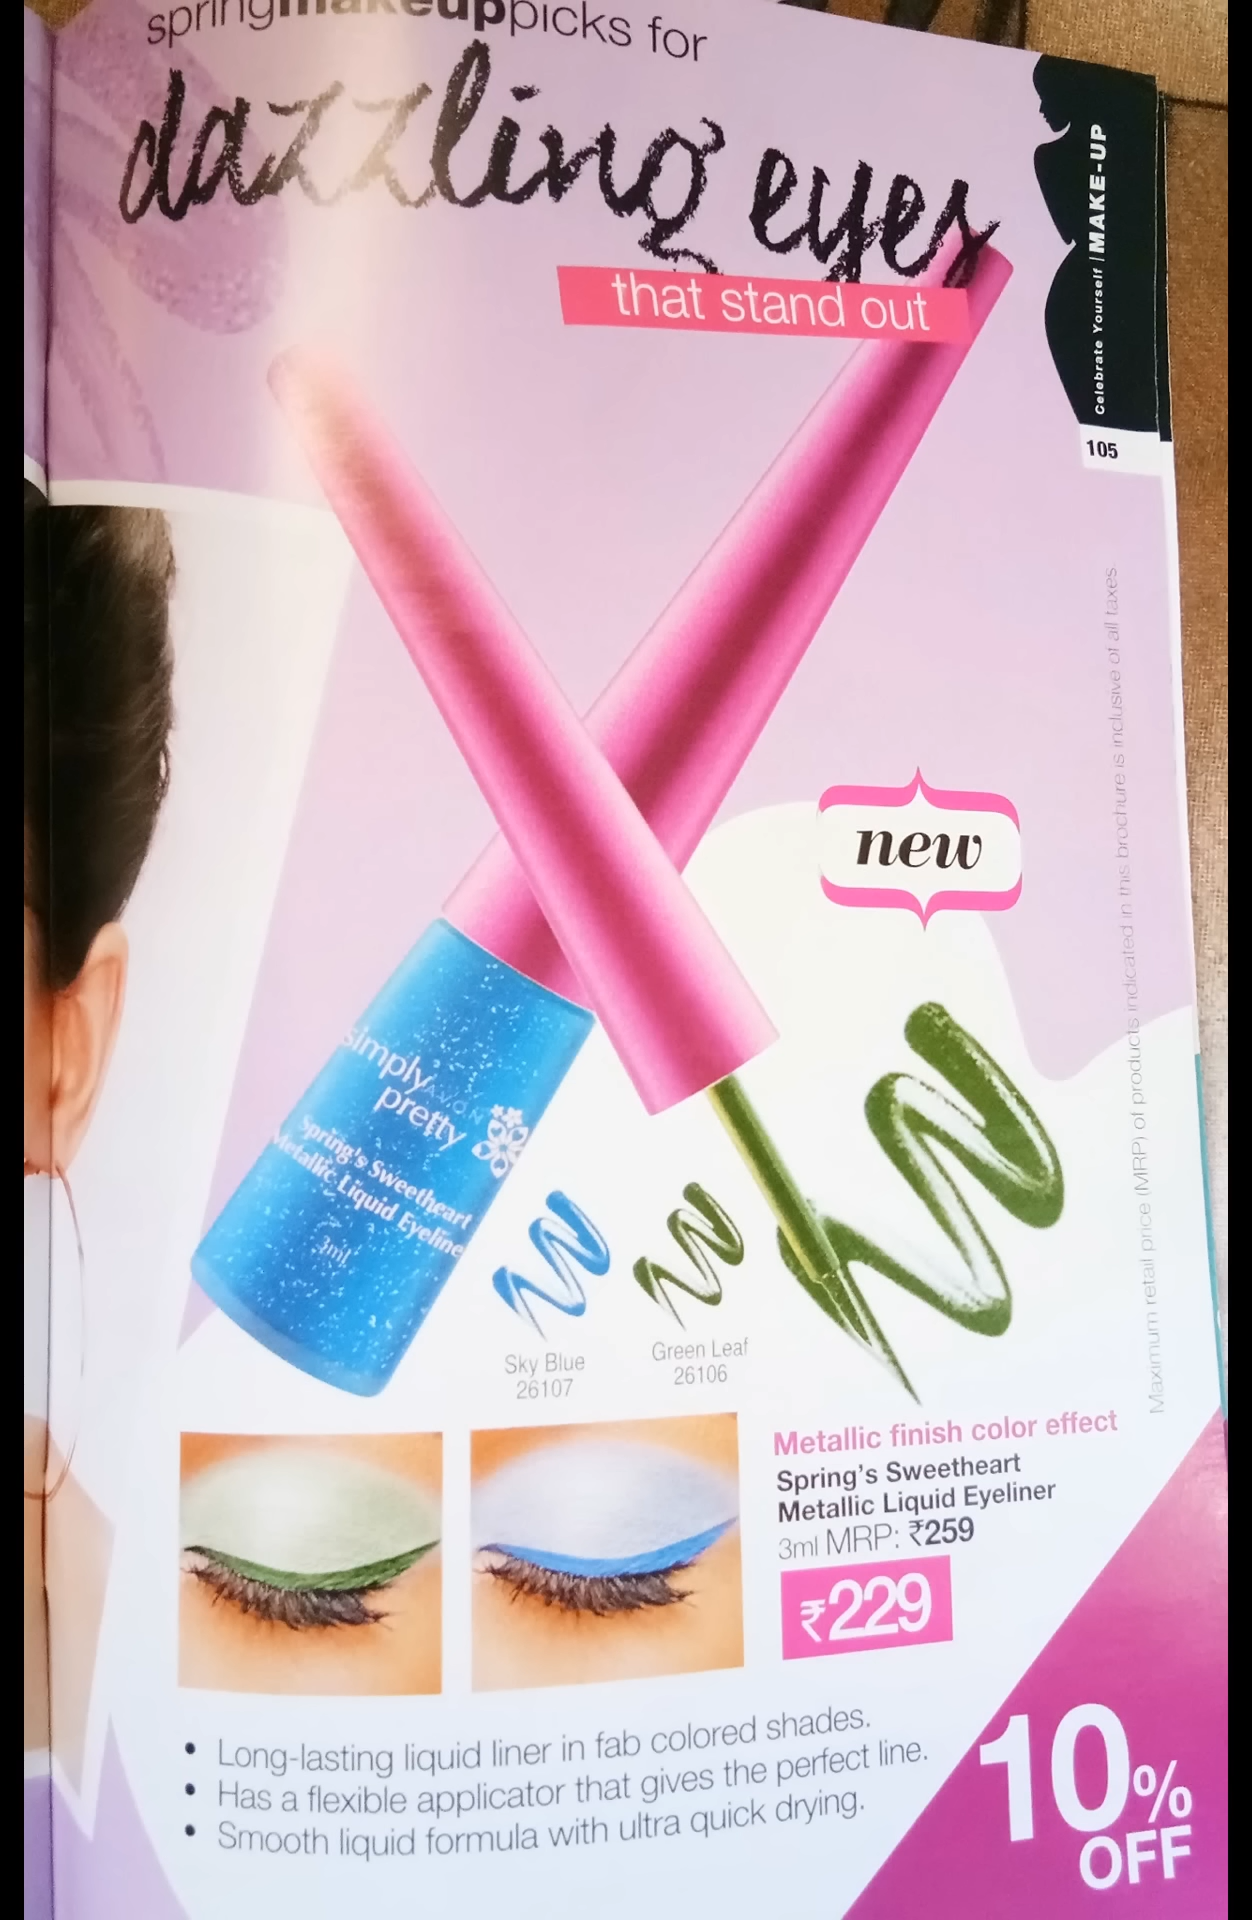 springmakeuppicks for
dazzling eyes
that stand out
Celebrate Yourself | MAKE-UP
105
new
Maximum retail price (MRP) of products indicated in this brochure is inclusive of all taxes
simply
AVON
pretty
Spring's Sweetheart
Metallic Liquid Eyeliner
3ml
Sky Blue
26107
Green Leaf
26106
Metallic finish color effect
Spring's Sweetheart
Metallic Liquid Eyeliner
3ml MRP: ₹259
₹229
• Long-lasting liquid liner in fab colored shades.
• Has a flexible applicator that gives the perfect line.
• Smooth liquid formula with ultra quick drying.
10%
OFF